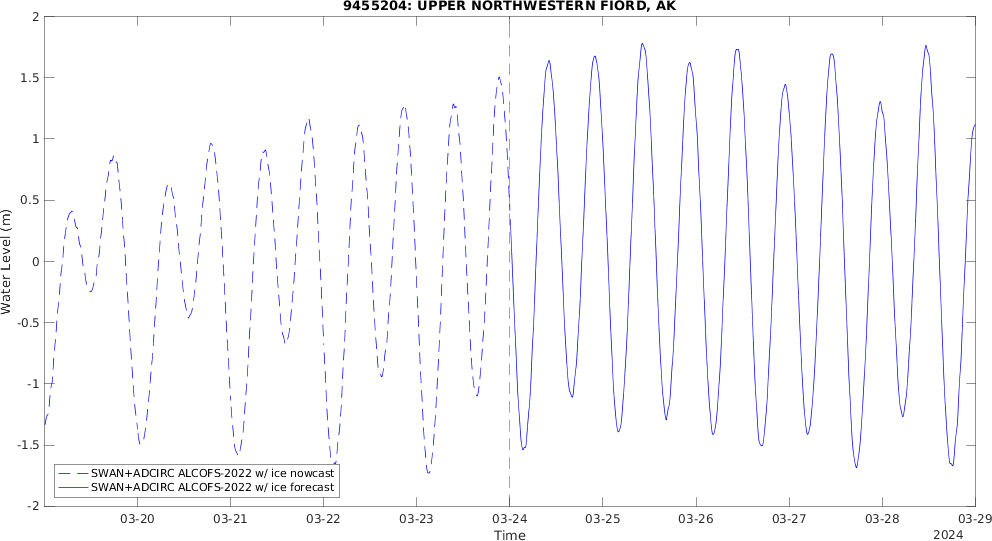 9455204: UPPER NORTHWESTERN FIORD, AK
2
1.5
1
0.5
0
-0.5
-1
-1.5
-2
Water Level (m)
SWAN+ADCIRC ALCOFS-2022 w/ ice nowcast
SWAN+ADCIRC ALCOFS-2022 w/ ice forecast
03-20 03-21 03-22 03-23 03-24 03-25 03-26 03-27 03-28 03-29
Time
2024